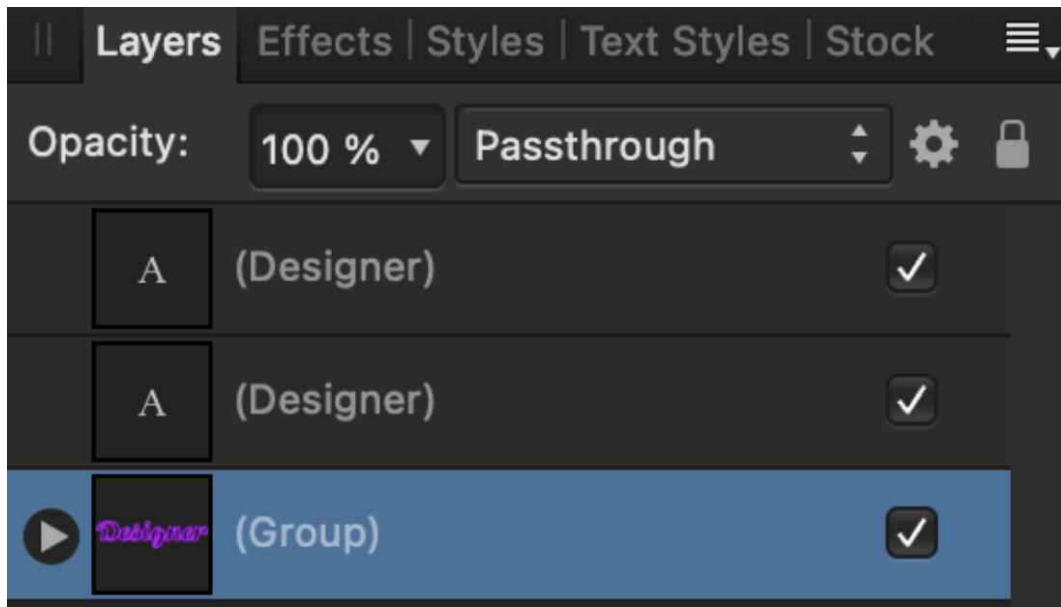 Layers Effects | Styles | Text Styles | Stock
Opacity: 100 % Passthrough
A (Designer)
A (Designer)
Designer (Group)